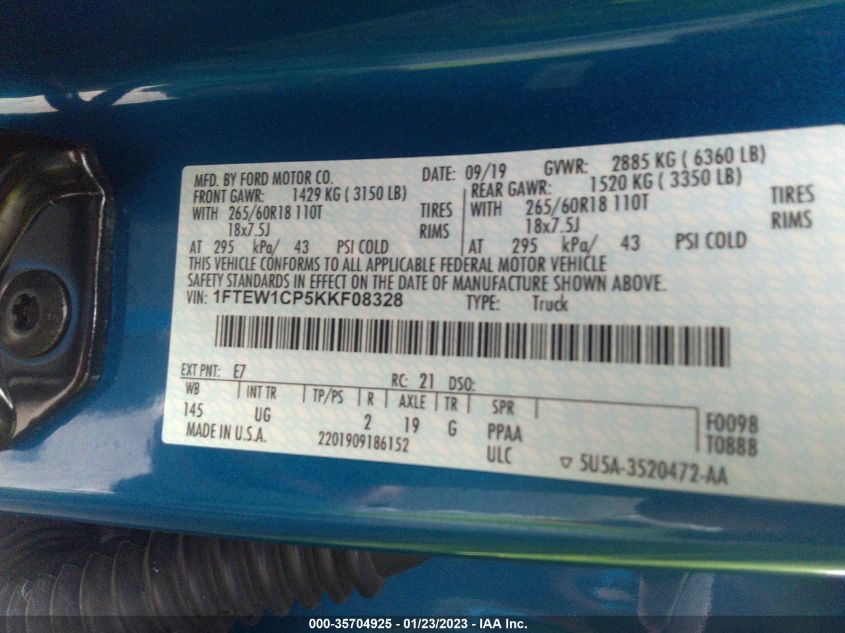 MFD. BY FORD MOTOR CO. DATE: 09/19 GVWR: 2885 KG ( 6360 LB)
FRONT GAWR: 1429 KG ( 3150 LB) REAR GAWR: 1520 KG ( 3350 LB)
WITH 265/60R18 110T TIRES WITH 265/60R18 110T TIRES
18x7.5J RIMS 18x7.5J RIMS
AT 295 kPa/ 43 PSI COLD AT 295 kPa/ 43 PSI COLD
THIS VEHICLE CONFORMS TO ALL APPLICABLE FEDERAL MOTOR VEHICLE
SAFETY STANDARDS IN EFFECT ON THE DATE OF MANUFACTURE SHOWN ABOVE.
VIN: 1FTEW1CP5KKF08328 TYPE: Truck
EXT PNT: E7 RC: 21 DSO:
WB INT TR TP/PS R AXLE TR SPR
145 UG 2 19 G PPAA F0098
MADE IN U.S.A. 2201909186152 ULC T0888
5U5A-3520472-AA
000-35704925 - 01/23/2023 - IAA Inc.